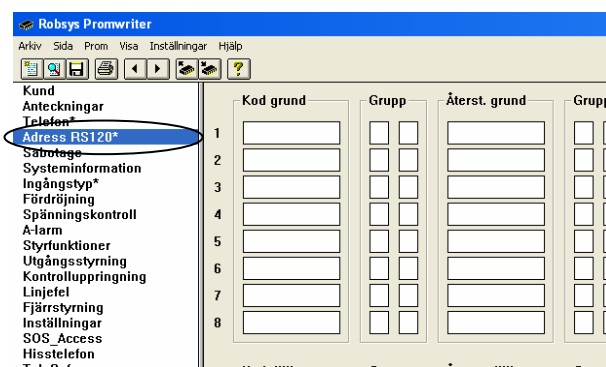 Robsys Promwriter
Arkiv Sida Prom Visa Inställningar Hjälp
Kund
Anteckningar
Telefon*
Adress RS120*
Sabotage
Systeminformation
Ingångstyp*
Fördröjning
Spänningskontroll
A-larm
Styrfunktioner
Utgångsstyrning
Kontrolluppringning
Linjefel
Fjärrstyrning
Inställningar
SOS_Access
Hisstelefon
Kod grund Grupp Återst. grund Grupp
1
2
3
4
5
6
7
8